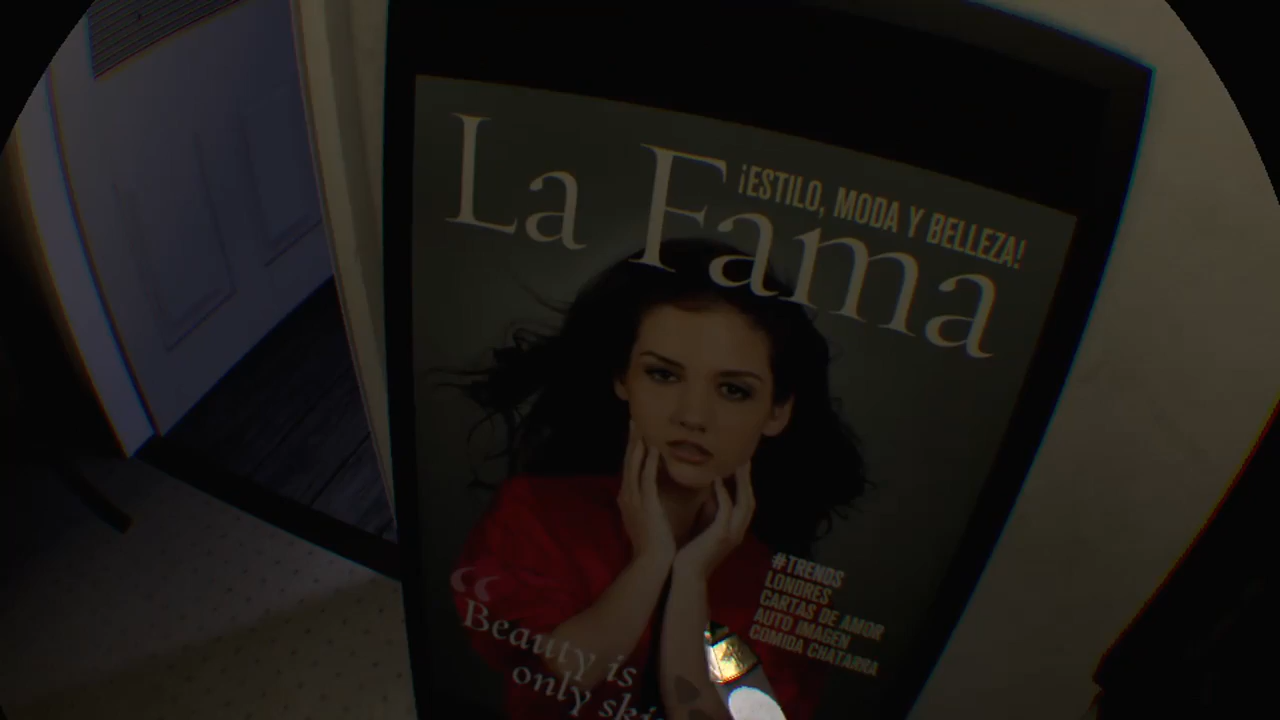 ¡ESTILO, MODA Y BELLEZA!
La Fama
#TRENDS
LONDRES
CARTAS DE AMOR
AUTO IMAGEN
COMIDA CHATARRA
“Beauty is
only